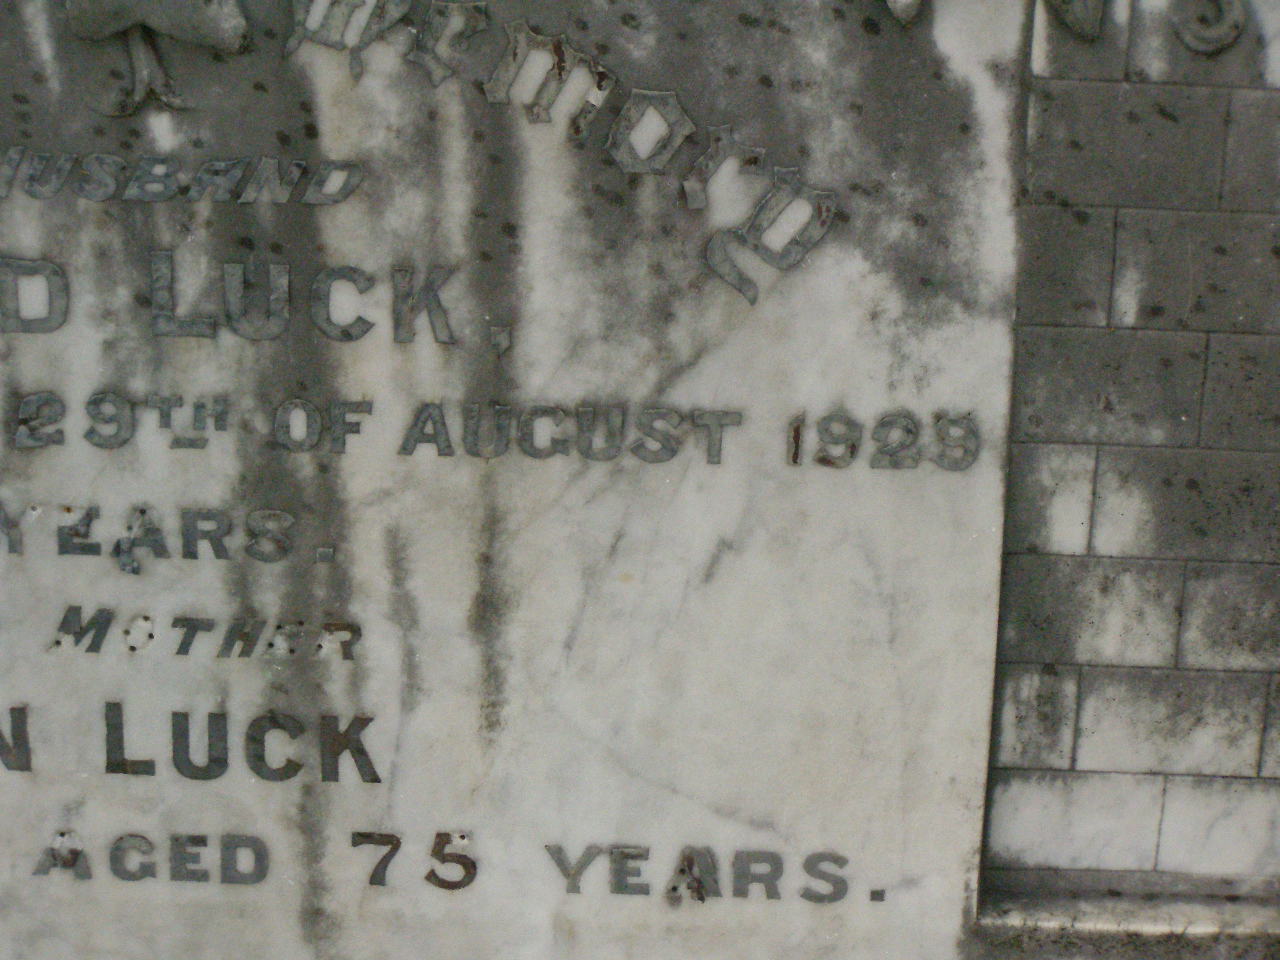 Memory
HUSBAND
D LUCK,
29TH OF AUGUST 1929
YEARS.
MOTHER
N LUCK
AGED 75 YEARS.